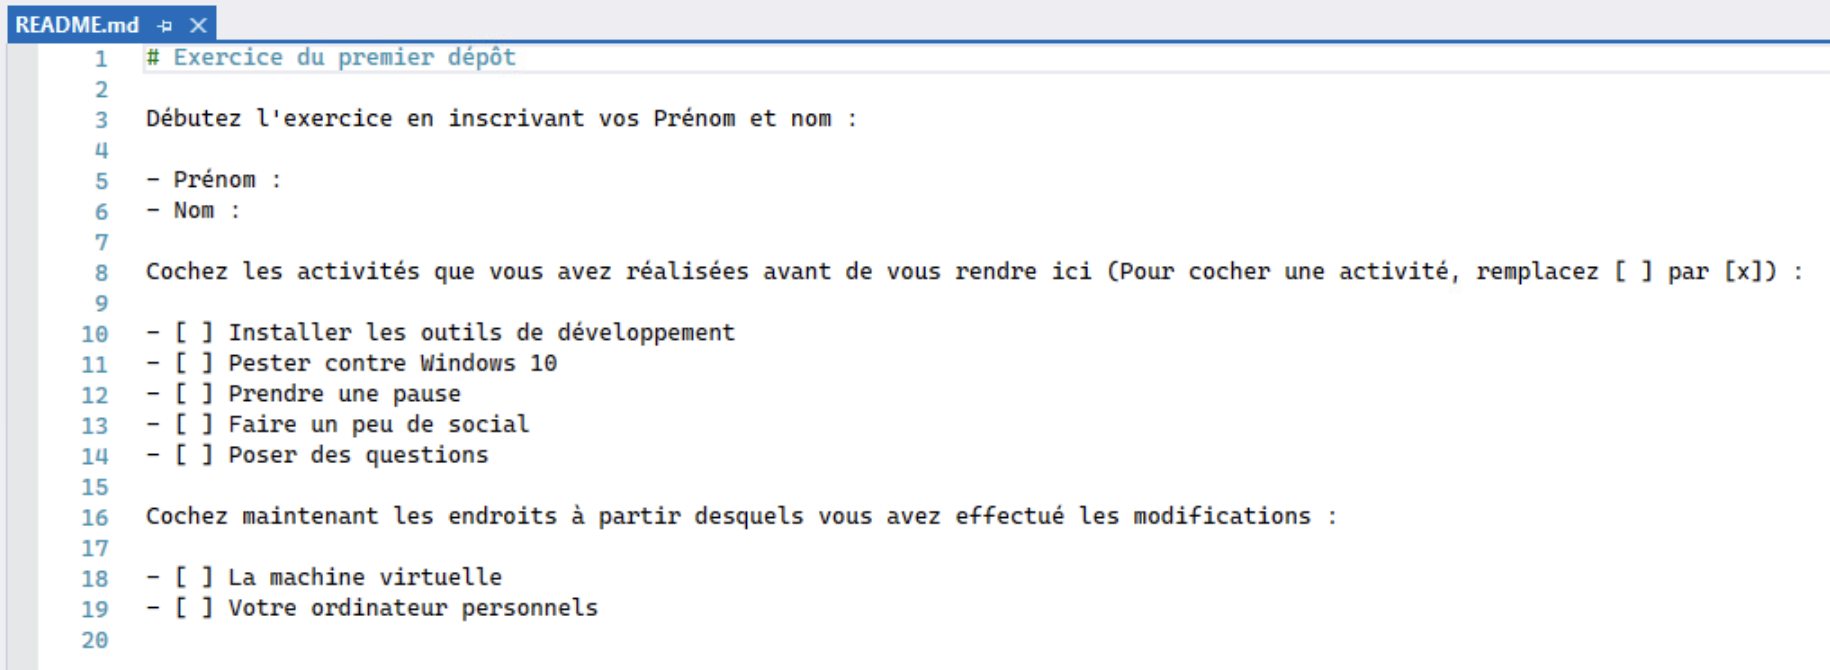 README.md
1 # Exercice du premier dépôt
2
3 Débutez l'exercice en inscrivant vos Prénom et nom :
4
5 - Prénom :
6 - Nom :
7
8 Cochez les activités que vous avez réalisées avant de vous rendre ici (Pour cocher une activité, remplacez [ ] par [x]) :
9
10 - [ ] Installer les outils de développement
11 - [ ] Pester contre Windows 10
12 - [ ] Prendre une pause
13 - [ ] Faire un peu de social
14 - [ ] Poser des questions
15
16 Cochez maintenant les endroits à partir desquels vous avez effectué les modifications :
17
18 - [ ] La machine virtuelle
19 - [ ] Votre ordinateur personnels
20